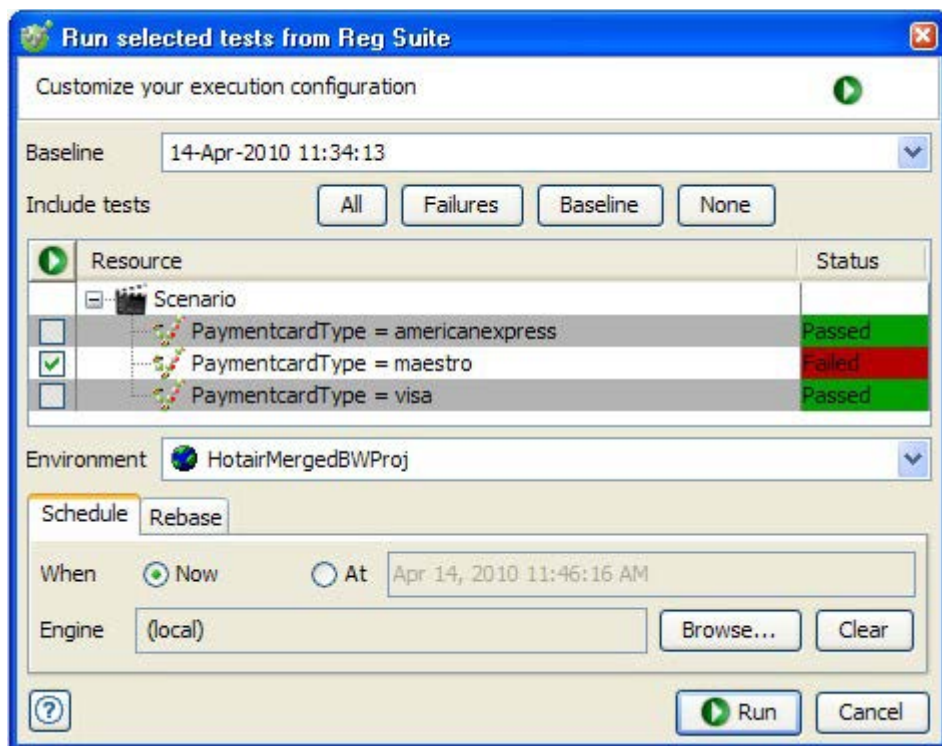 Run selected tests from Reg Suite
Customize your execution configuration
Baseline 14-Apr-2010 11:34:13
Include tests All Failures Baseline None
Resource Status
Scenario
PaymentcardType = americanexpress Passed
PaymentcardType = maestro Failed
PaymentcardType = visa Passed
Environment HotairMergedBWProj
Schedule Rebase
When Now At Apr 14, 2010 11:46:16 AM
Engine (local) Browse... Clear
? Run Cancel